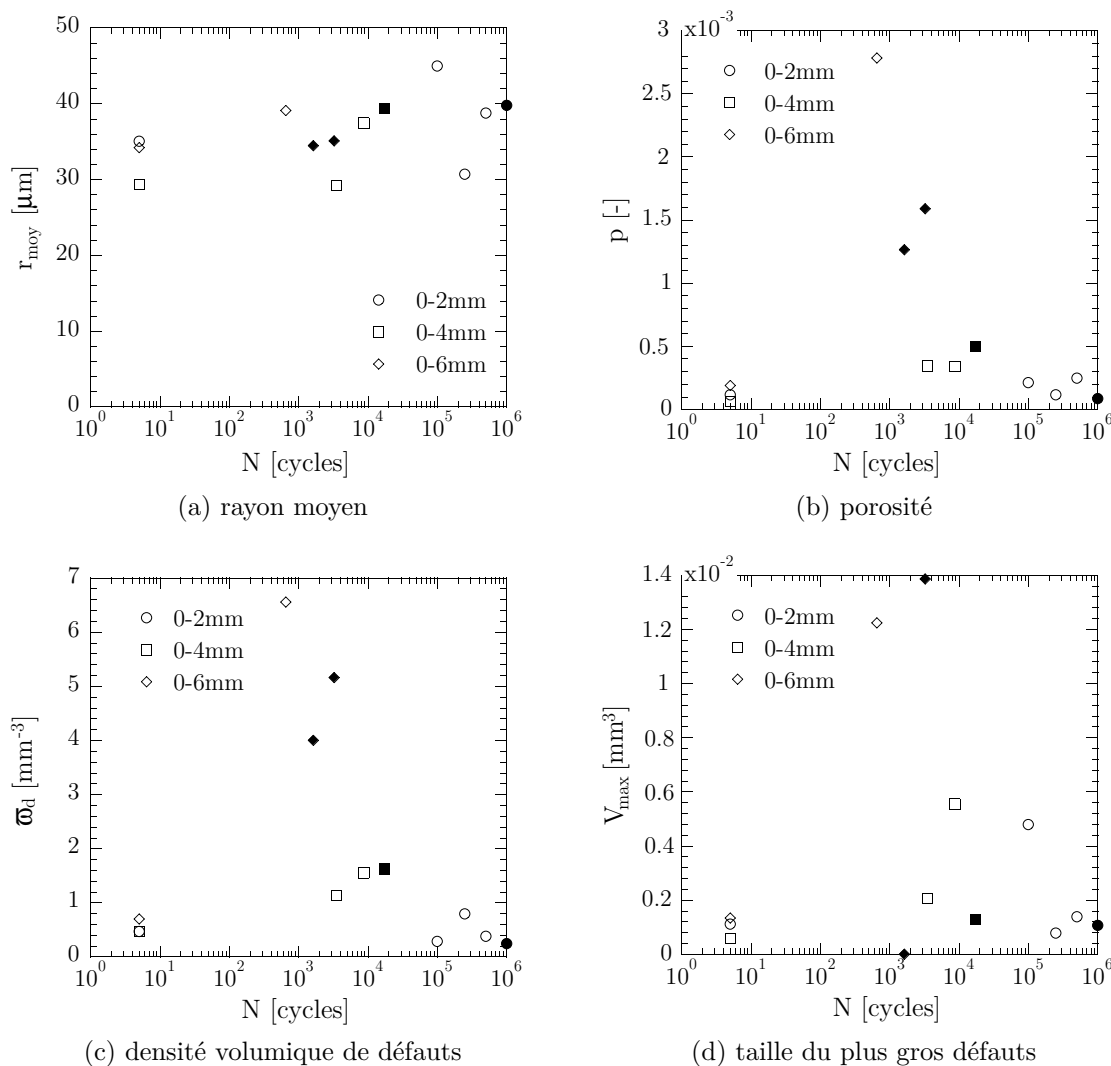 50
40
30
20
10
0
r_moy [μm]
0-2mm
0-4mm
0-6mm
10^0 10^1 10^2 10^3 10^4 10^5 10^6
N [cycles]
(a) rayon moyen
x10^-3
3
2.5
2
1.5
1
0.5
0
p [-]
0-2mm
0-4mm
0-6mm
10^0 10^1 10^2 10^3 10^4 10^5 10^6
N [cycles]
(b) porosité
7
6
5
4
3
2
1
0
ϖ_d [mm^-3]
0-2mm
0-4mm
0-6mm
10^0 10^1 10^2 10^3 10^4 10^5 10^6
N [cycles]
(c) densité volumique de défauts
x10^-2
1.4
1.2
1
0.8
0.6
0.4
0.2
0
V_max [mm^3]
0-2mm
0-4mm
0-6mm
10^0 10^1 10^2 10^3 10^4 10^5 10^6
N [cycles]
(d) taille du plus gros défauts